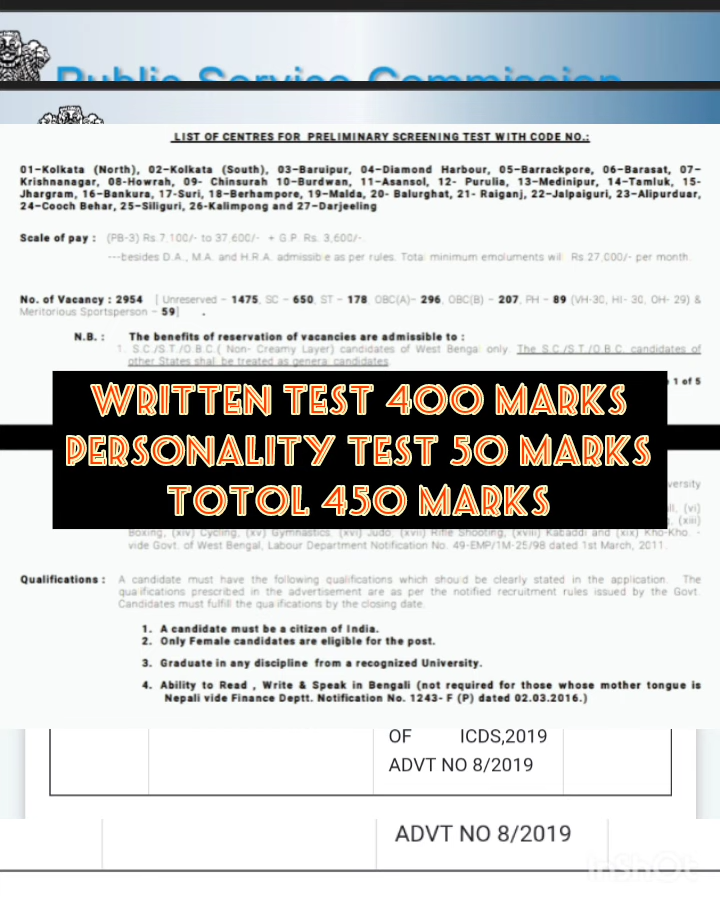 Public Service Commission
LIST OF CENTRES FOR PRELIMINARY SCREENING TEST WITH CODE NO.:
01-Kolkata (North), 02-Kolkata (South), 03-Baruipur, 04-Diamond Harbour, 05-Barrackpore, 06-Barasat, 07-
Krishnanagar, 08-Howrah, 09- Chinsurah 10-Burdwan, 11-Asansol, 12- Purulia, 13-Medinipur, 14-Tamluk, 15-
Jhargram, 16-Bankura, 17-Suri, 18-Berhampore, 19-Malda, 20- Balurghat, 21- Raiganj, 22-Jalpaiguri, 23-Alipurduar,
24-Cooch Behar, 25-Siliguri, 26-Kalimpong and 27-Darjeeling
Scale of pay : (PB-3) Rs.7,100/- to 37,600/- + G.P. Rs. 3,600/-.
---besides D.A., M.A. and H.R.A. admissible as per rules. Total minimum emoluments will Rs.27,000/- per month.
No. of Vacancy : 2954 [ Unreserved - 1475, SC - 650, ST - 178, OBC(A)- 296, OBC(B) - 207, PH - 89 (VH-30, HI- 30, OH- 29) &
Meritorious Sportsperson - 59]
N.B. : The benefits of reservation of vacancies are admissible to :
1. S.C./S.T./O.B.C.( Non- Creamy Layer) candidates of West Bengal only. The S.C./S.T./O.B.C. candidates of
other States shall be treated as general candidates.
1 of 5
WRITTEN TEST 400 MARKS
PERSONALITY TEST 50 MARKS
TOTOL 450 MARKS
versity
ll, (vi)
, (xiii)
Boxing, (xiv) Cycling, (xv) Gymnastics, (xvi) Judo, (xvii) Rifle Shooting, (xviii) Kabaddi and (xix) Kho-Kho. -
vide Govt. of West Bengal, Labour Department Notification No. 49-EMP/1M-25/98 dated 1st March, 2011.
Qualifications : A candidate must have the following qualifications which should be clearly stated in the application. The
qualifications prescribed in the advertisement are as per the notified recruitment rules issued by the Govt.
Candidates must fulfill the qualifications by the closing date.
1. A candidate must be a citizen of India.
2. Only Female candidates are eligible for the post.
3. Graduate in any discipline from a recognized University.
4. Ability to Read , Write & Speak in Bengali (not required for those whose mother tongue is
Nepali vide Finance Deptt. Notification No. 1243- F (P) dated 02.03.2016.)
OF ICDS,2019
ADVT NO 8/2019
ADVT NO 8/2019
InShOt